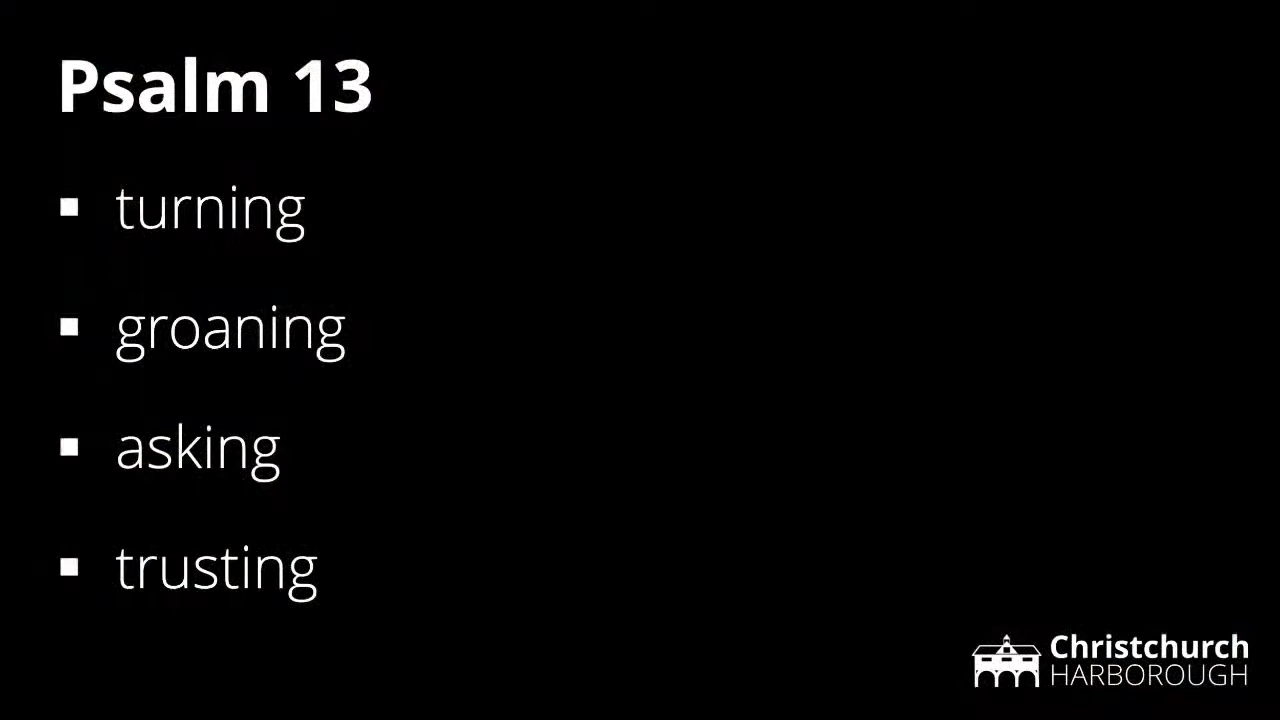 Psalm 13
▪ turning
▪ groaning
▪ asking
▪ trusting
Christchurch
HARBOROUGH